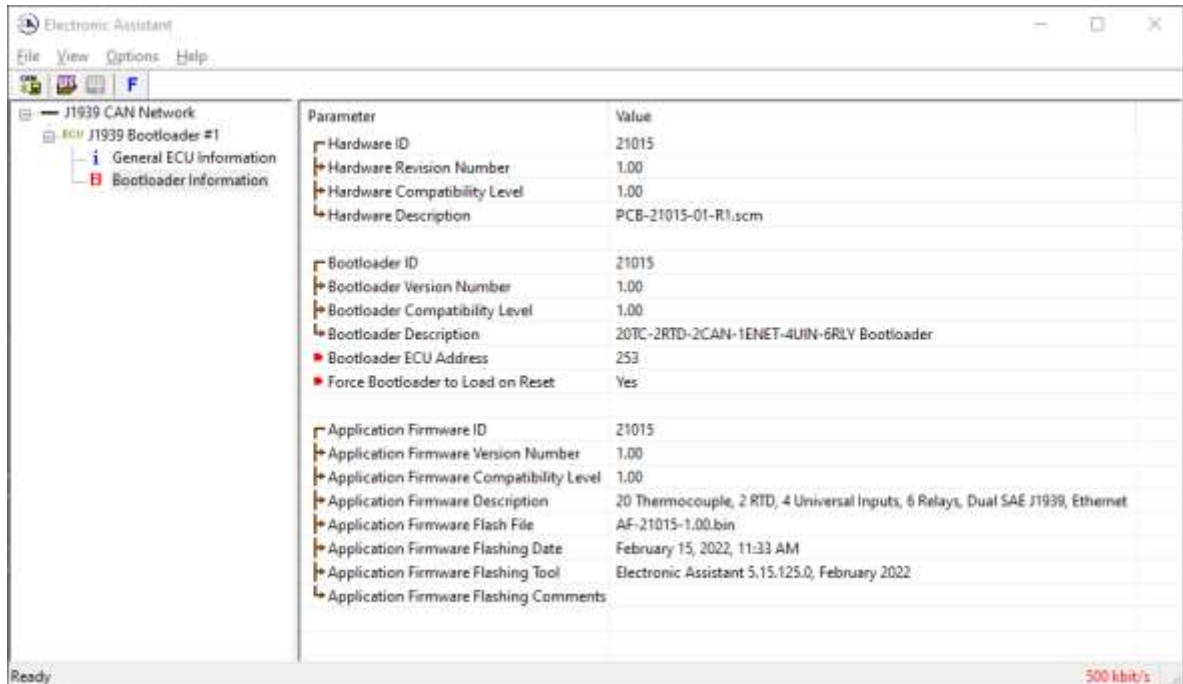 Electronic Assistant
File View Options Help
CAN
F
J1939 CAN Network
ECU J1939 Bootloader #1
i General ECU Information
B Bootloader Information
Parameter Value
Hardware ID 21015
Hardware Revision Number 1.00
Hardware Compatibility Level 1.00
Hardware Description PCB-21015-01-R1.scm
Bootloader ID 21015
Bootloader Version Number 1.00
Bootloader Compatibility Level 1.00
Bootloader Description 20TC-2RTD-2CAN-1ENET-4UIN-6RLY Bootloader
Bootloader ECU Address 253
Force Bootloader to Load on Reset Yes
Application Firmware ID 21015
Application Firmware Version Number 1.00
Application Firmware Compatibility Level 1.00
Application Firmware Description 20 Thermocouple, 2 RTD, 4 Universal Inputs, 6 Relays, Dual SAE J1939, Ethernet
Application Firmware Flash File AF-21015-1.00.bin
Application Firmware Flashing Date February 15, 2022, 11:33 AM
Application Firmware Flashing Tool Electronic Assistant 5.15.125.0, February 2022
Application Firmware Flashing Comments
Ready 500 kbit/s